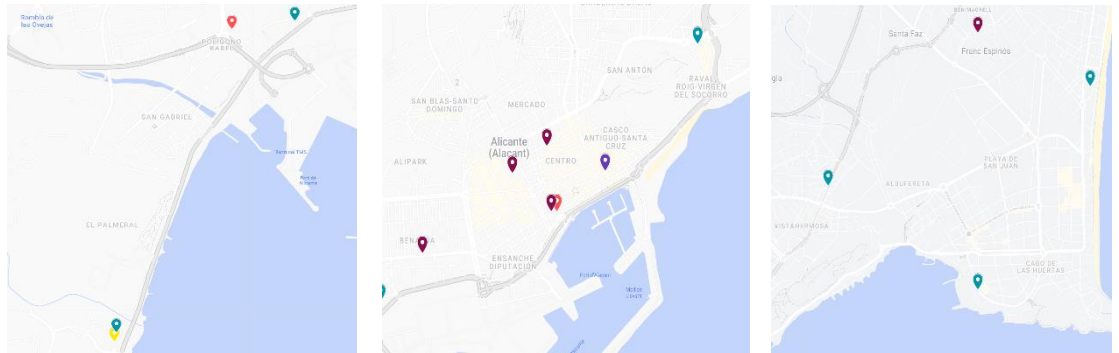 Rambla de
las Ovejas
POLÍGONO
BABEL
SAN GABRIEL
EL PALMERAL
SAN ANTÓN
RAVAL
ROIG-VIRGEN
DEL SOCORRO
SAN BLAS-SANTO
DOMINGO
MERCADO
CASCO
ANTIGUO-SANTA
CRUZ
Alicante
(Alacant)
ALIPARK
CENTRO
BENALÚA
ENSANCHE
DIPUTACIÓN
Santa Faz
Franc Espinós
PLAYA DE
SAN JUAN
ALBUFERETA
VISTAHERMOSA
CABO DE
LAS HUERTAS